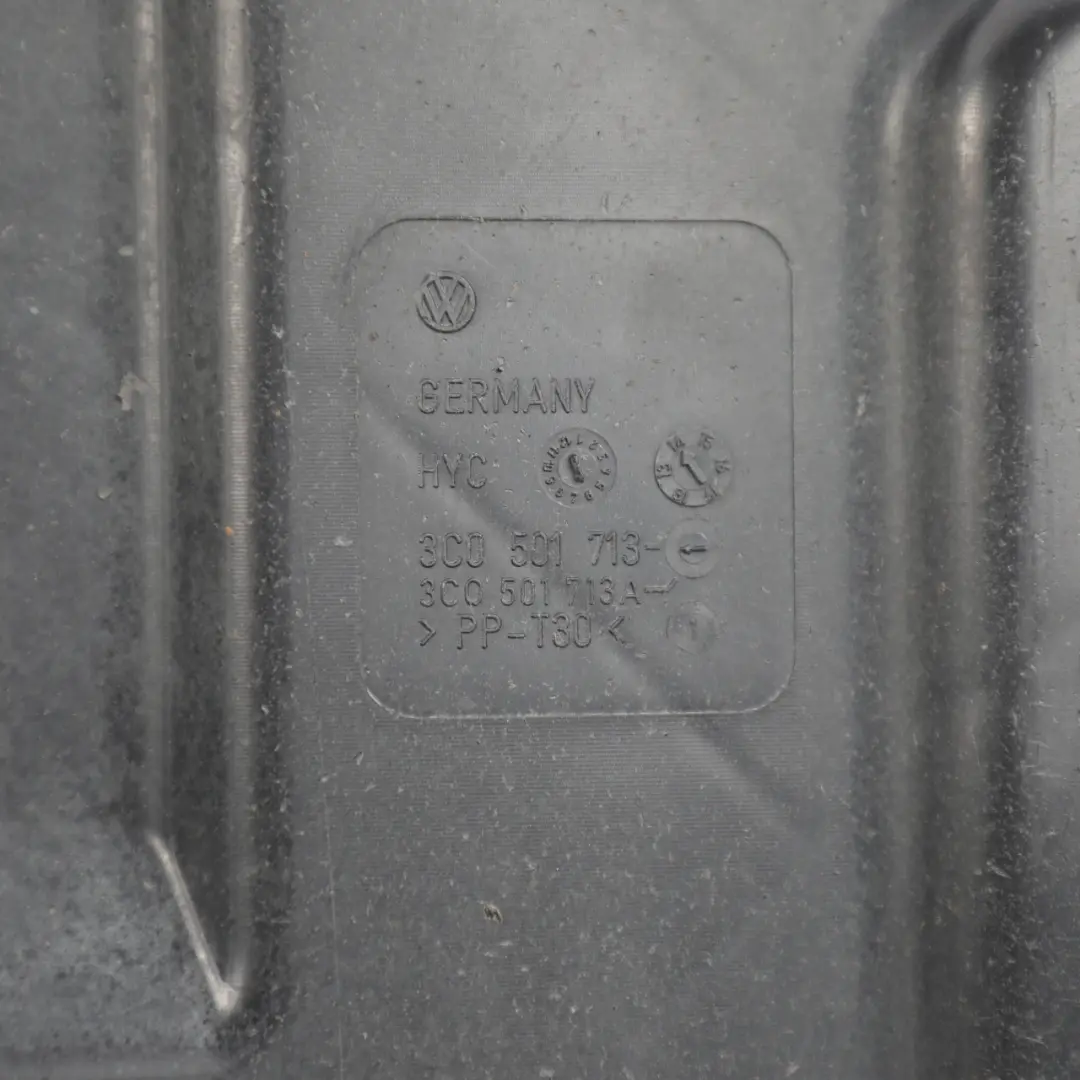 GERMANY
HYC
3C0 501 713-
3C0 501 713A-
> PP-T30 <